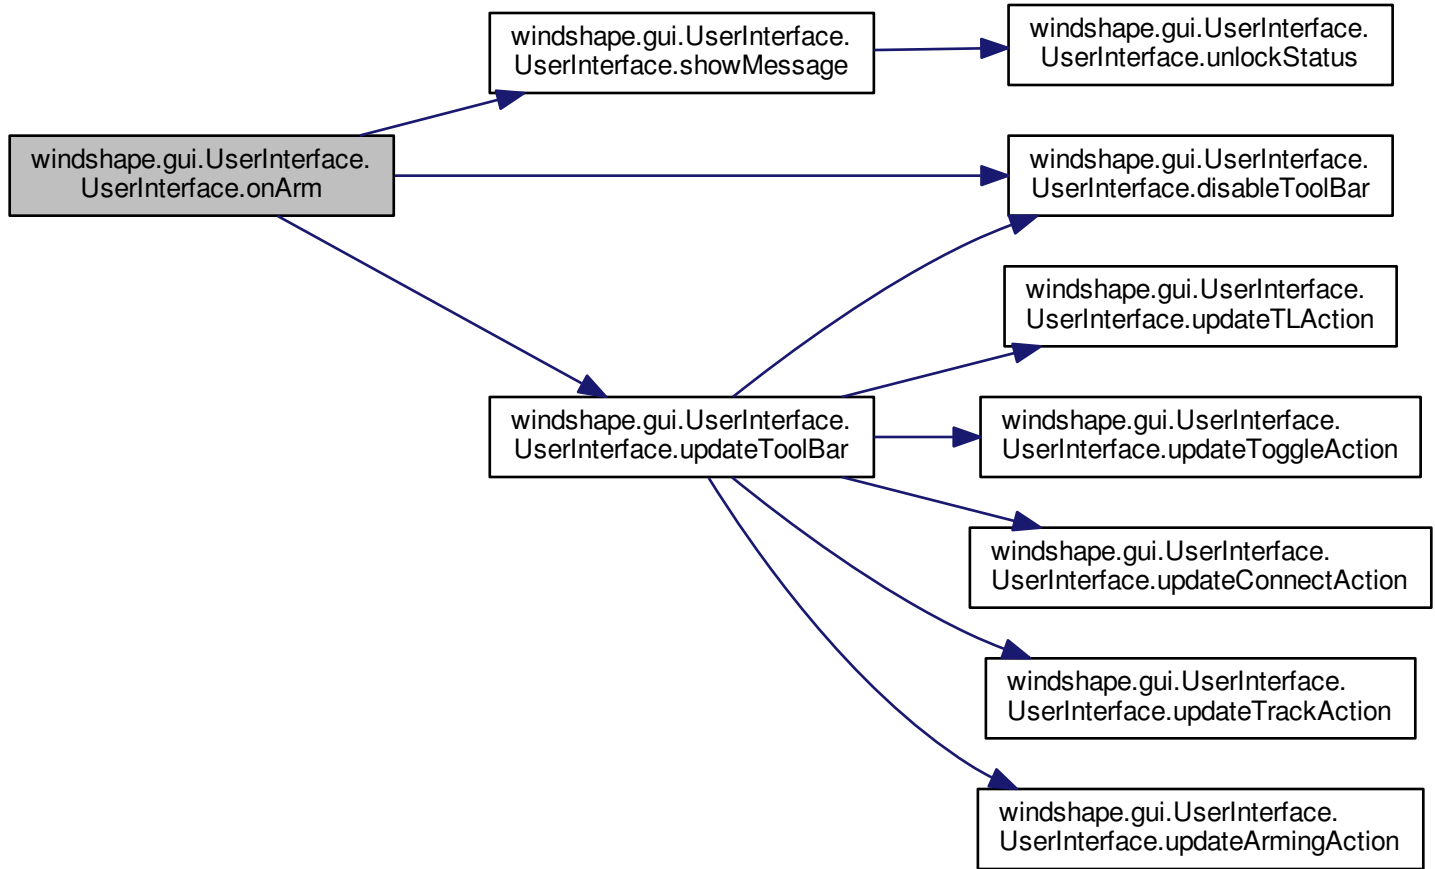 windshape.gui.UserInterface.
UserInterface.showMessage
windshape.gui.UserInterface.
UserInterface.unlockStatus
windshape.gui.UserInterface.
UserInterface.onArm
windshape.gui.UserInterface.
UserInterface.disableToolBar
windshape.gui.UserInterface.
UserInterface.updateTLAction
windshape.gui.UserInterface.
UserInterface.updateToolBar
windshape.gui.UserInterface.
UserInterface.updateToggleAction
windshape.gui.UserInterface.
UserInterface.updateConnectAction
windshape.gui.UserInterface.
UserInterface.updateTrackAction
windshape.gui.UserInterface.
UserInterface.updateArmingAction